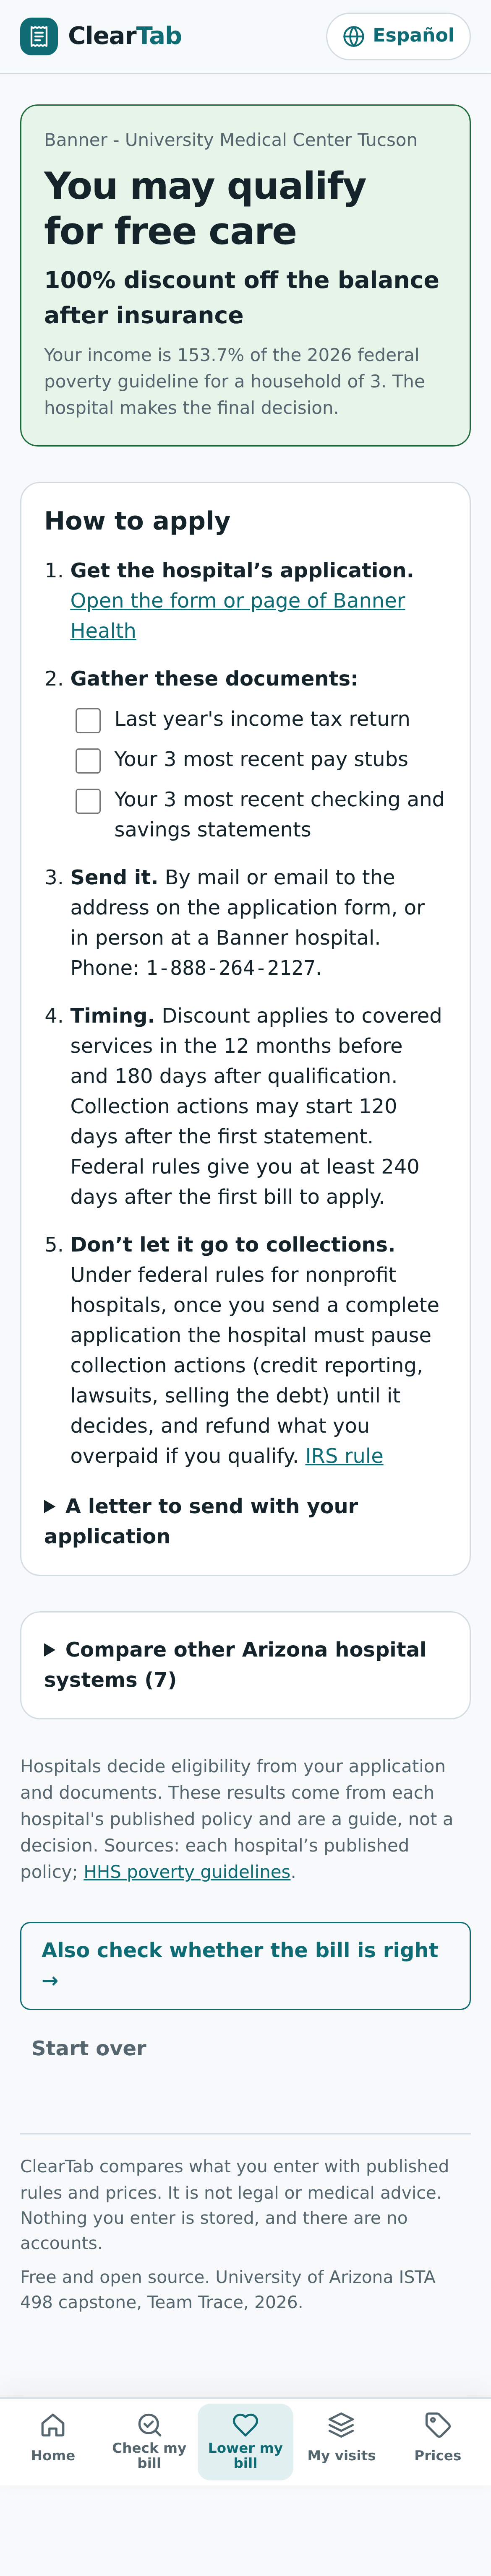 ClearTab
Español
Banner - University Medical Center Tucson
You may qualify
for free care
100% discount off the balance
after insurance
Your income is 153.7% of the 2026 federal
poverty guideline for a household of 3. The
hospital makes the final decision.
How to apply
1. Get the hospital’s application.
Open the form or page of Banner
Health
2. Gather these documents:
Last year's income tax return
Your 3 most recent pay stubs
Your 3 most recent checking and
savings statements
3. Send it. By mail or email to the
address on the application form, or
in person at a Banner hospital.
Phone: 1-888-264-2127.
4. Timing. Discount applies to covered
services in the 12 months before
and 180 days after qualification.
Collection actions may start 120
days after the first statement.
Federal rules give you at least 240
days after the first bill to apply.
5. Don’t let it go to collections.
Under federal rules for nonprofit
hospitals, once you send a complete
application the hospital must pause
collection actions (credit reporting,
lawsuits, selling the debt) until it
decides, and refund what you
overpaid if you qualify. IRS rule
▶ A letter to send with your
application
▶ Compare other Arizona hospital
systems (7)
Hospitals decide eligibility from your application
and documents. These results come from each
hospital's published policy and are a guide, not a
decision. Sources: each hospital’s published
policy; HHS poverty guidelines.
Also check whether the bill is right
→
Start over
ClearTab compares what you enter with published
rules and prices. It is not legal or medical advice.
Nothing you enter is stored, and there are no
accounts.
Free and open source. University of Arizona ISTA
498 capstone, Team Trace, 2026.
Home
Check my
bill
Lower my
bill
My visits
Prices